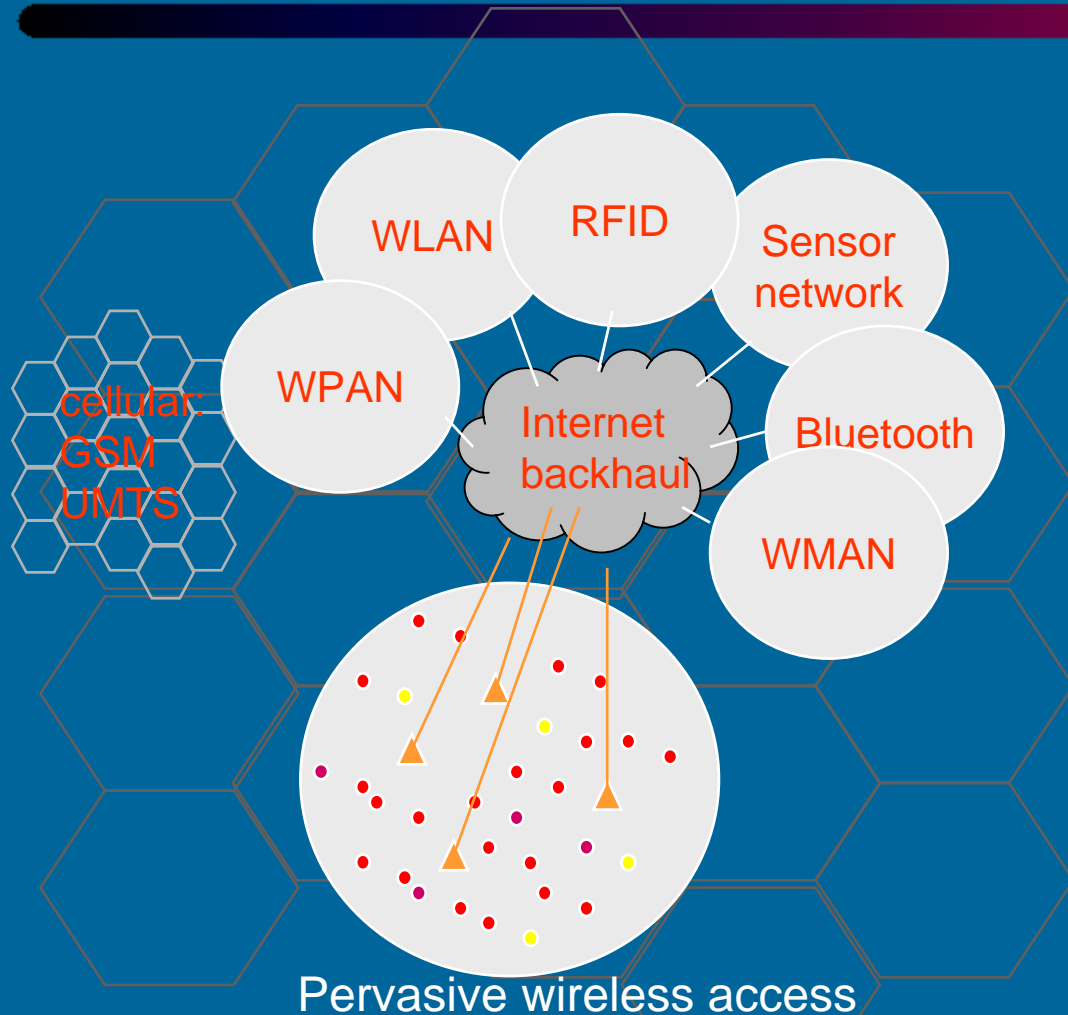 WLAN
RFID
Sensor
network
WPAN
cellular:
GSM
UMTS
Internet
backhaul
Bluetooth
WMAN
Pervasive wireless access